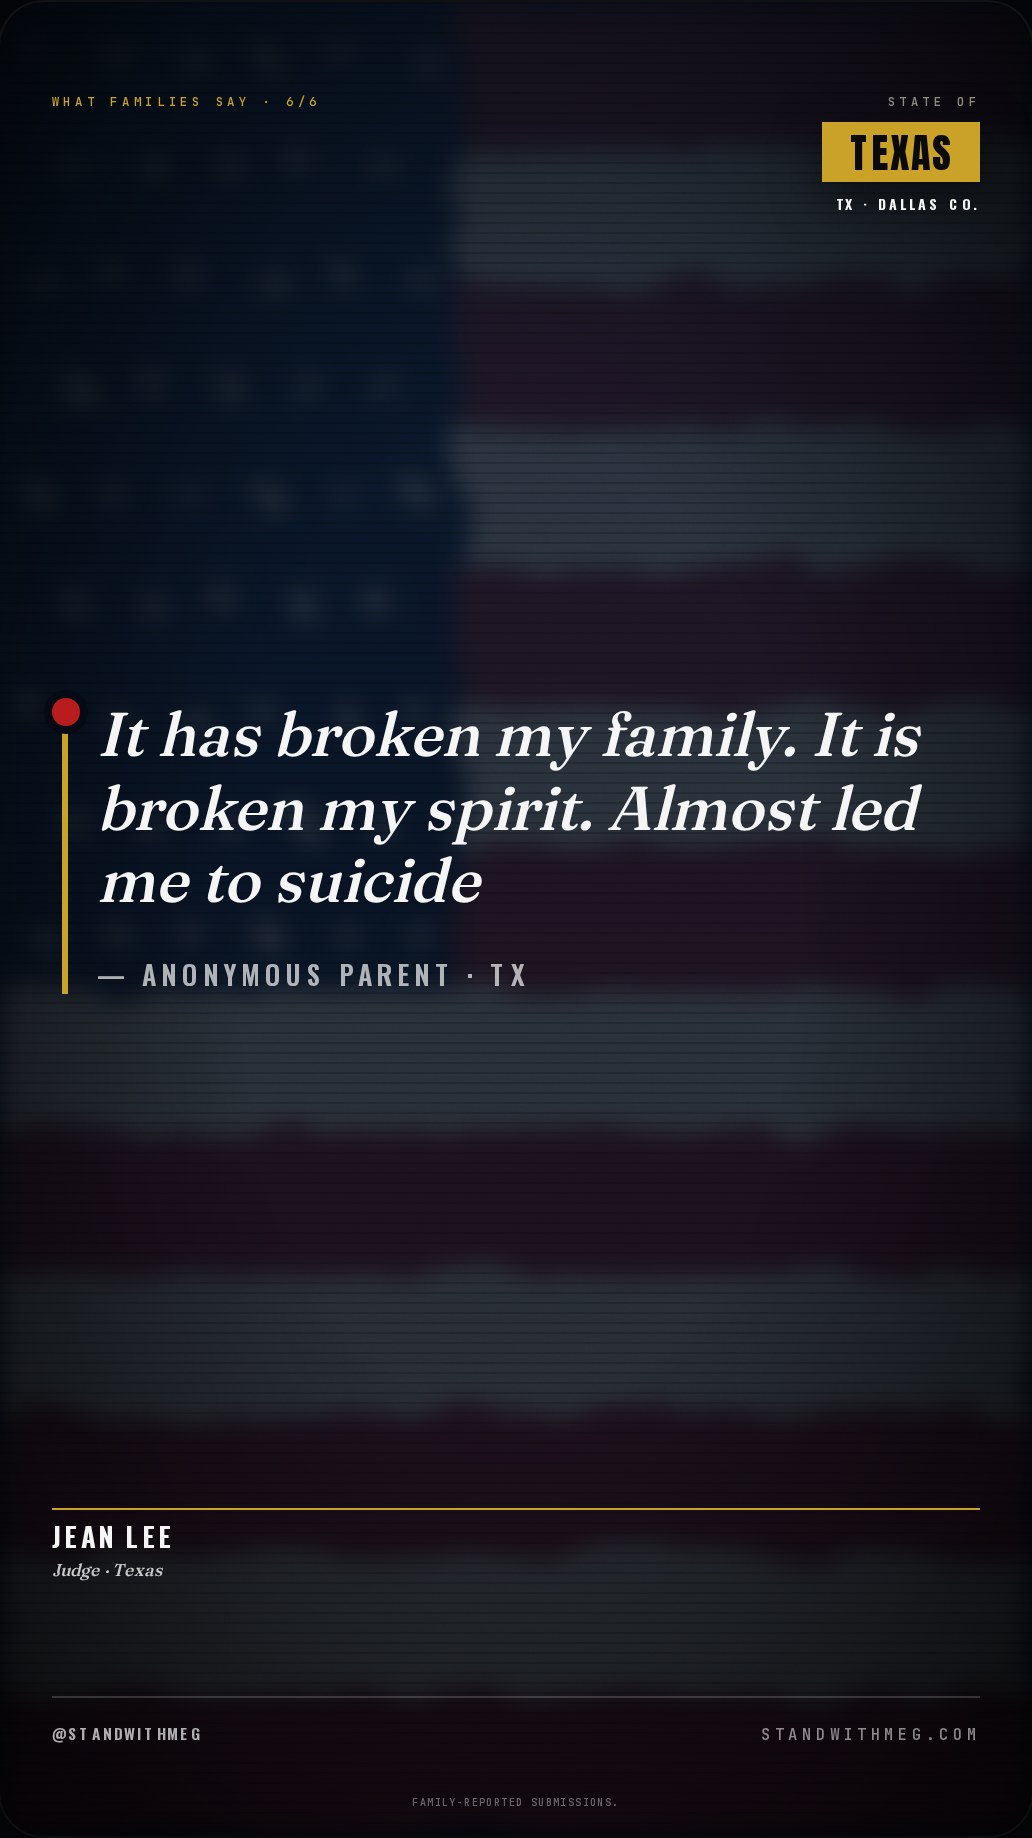 WHAT FAMILIES SAY · 6/6
STATE OF
TEXAS
TX · DALLAS CO.
It has broken my family. It is
broken my spirit. Almost led
me to suicide
— ANONYMOUS PARENT · TX
JEAN LEE
Judge · Texas
@STANDWITHMEG
STANDWITHMEG.COM
FAMILY-REPORTED SUBMISSIONS.